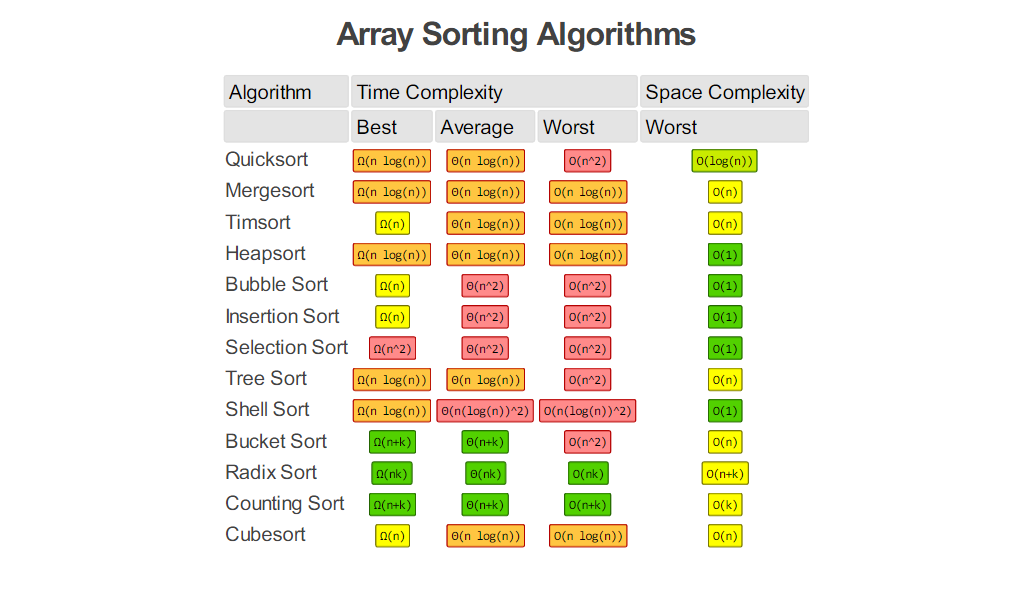 Array Sorting Algorithms
Algorithm Time Complexity Space Complexity
Best Average Worst Worst
Quicksort Ω(n log(n)) Θ(n log(n)) O(n^2) O(log(n))
Mergesort Ω(n log(n)) Θ(n log(n)) O(n log(n)) O(n)
Timsort Ω(n) Θ(n log(n)) O(n log(n)) O(n)
Heapsort Ω(n log(n)) Θ(n log(n)) O(n log(n)) O(1)
Bubble Sort Ω(n) Θ(n^2) O(n^2) O(1)
Insertion Sort Ω(n) Θ(n^2) O(n^2) O(1)
Selection Sort Ω(n^2) Θ(n^2) O(n^2) O(1)
Tree Sort Ω(n log(n)) Θ(n log(n)) O(n^2) O(n)
Shell Sort Ω(n log(n)) Θ(n(log(n))^2) O(n(log(n))^2) O(1)
Bucket Sort Ω(n+k) Θ(n+k) O(n^2) O(n)
Radix Sort Ω(nk) Θ(nk) O(nk) O(n+k)
Counting Sort Ω(n+k) Θ(n+k) O(n+k) O(k)
Cubesort Ω(n) Θ(n log(n)) O(n log(n)) O(n)